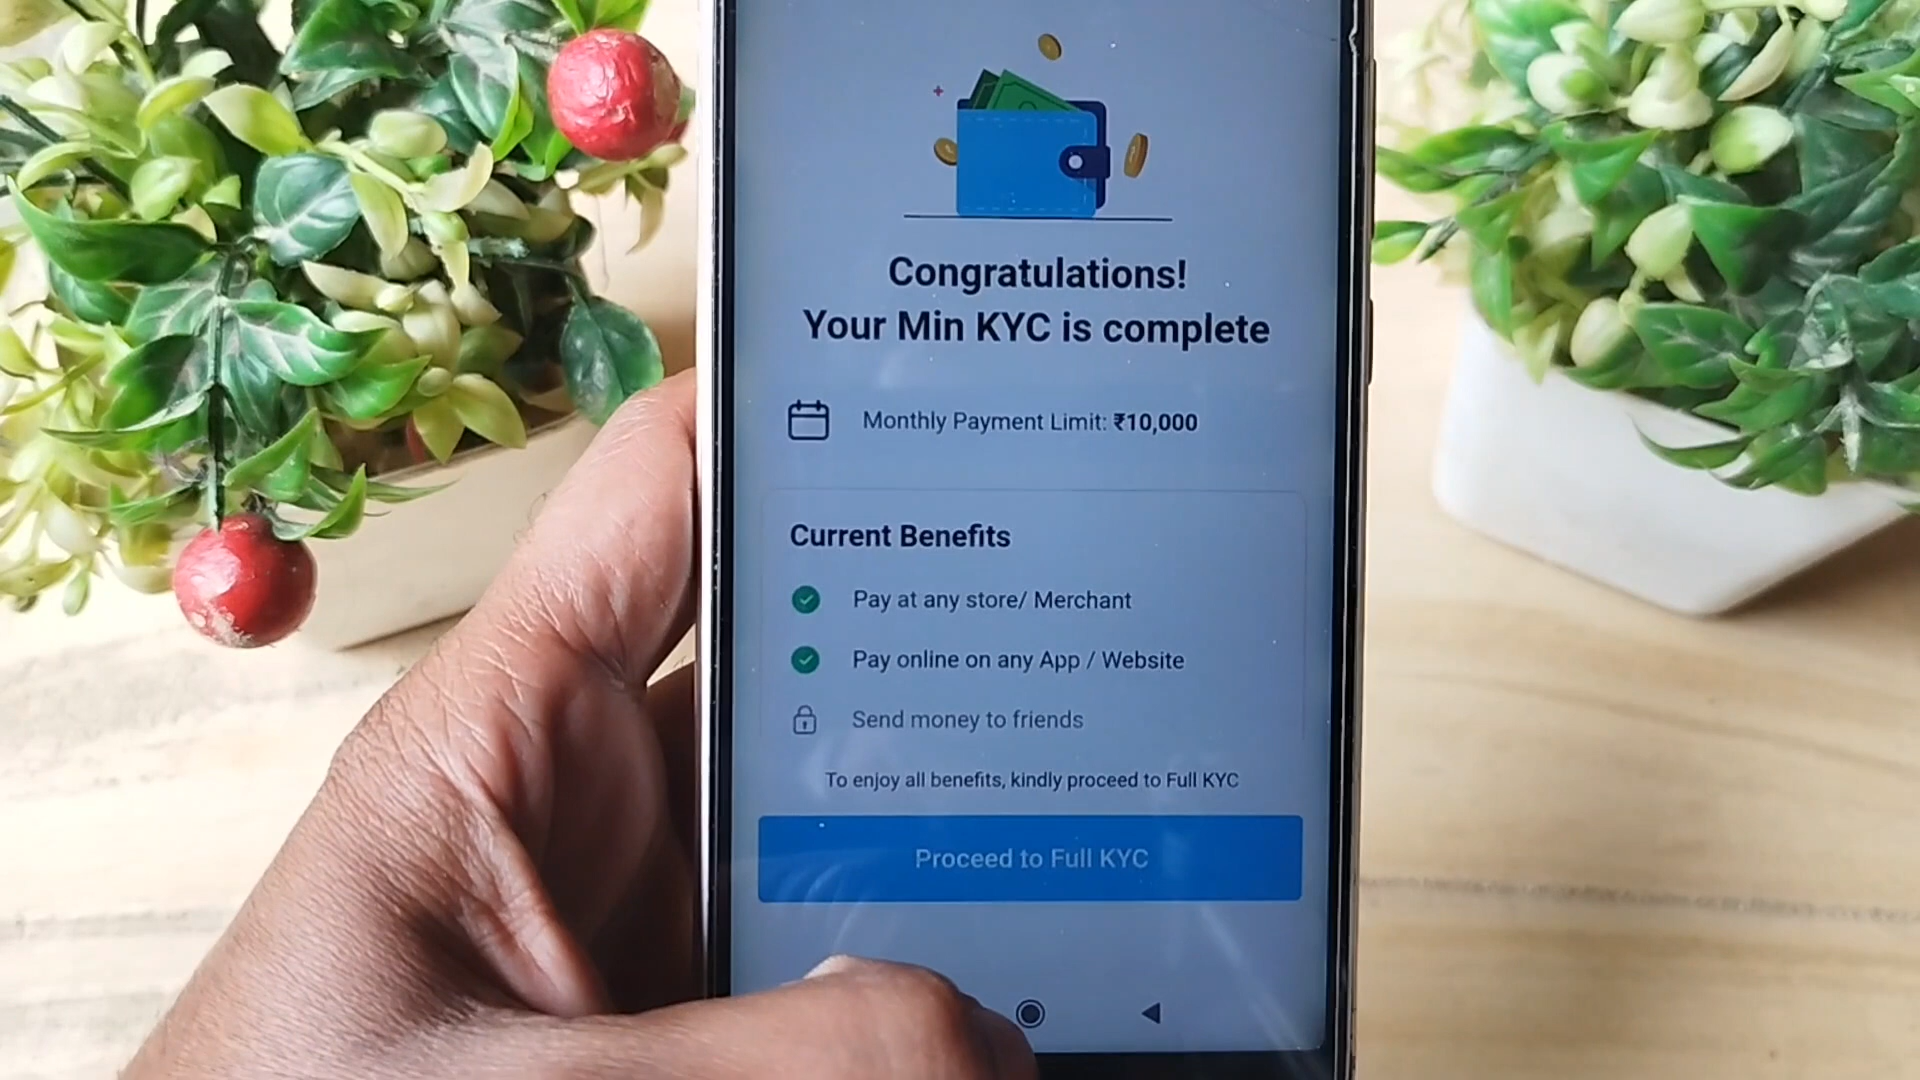 Congratulations!
Your Min KYC is complete
Monthly Payment Limit: ₹10,000
Current Benefits
Pay at any store/ Merchant
Pay online on any App / Website
Send money to friends
To enjoy all benefits, kindly proceed to Full KYC
Proceed to Full KYC